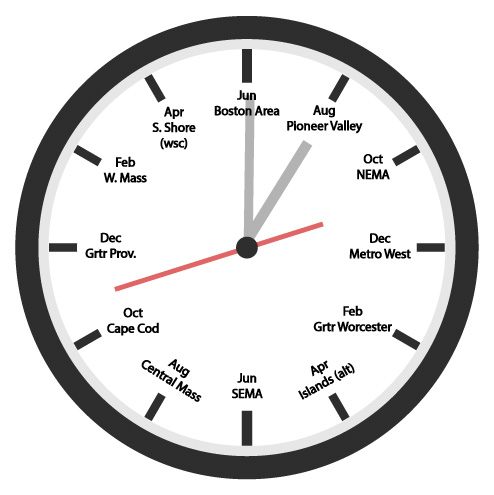 Jun
Boston Area
Aug
Pioneer Valley
Oct
NEMA
Dec
Metro West
Feb
Grtr Worcester
Apr
Islands (alt)
Jun
SEMA
Aug
Central Mass
Oct
Cape Cod
Dec
Grtr Prov.
Feb
W. Mass
Apr
S. Shore
(wsc)